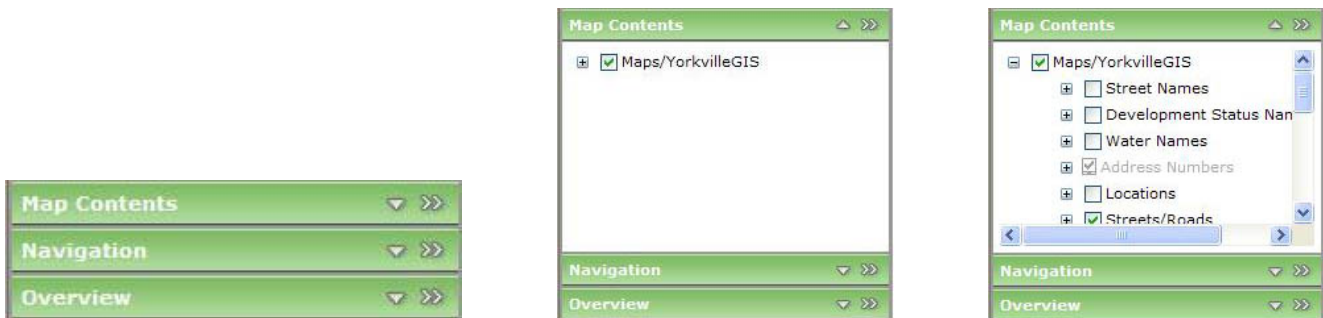 Map Contents
Navigation
Overview
Map Contents
Maps/YorkvilleGIS
Navigation
Overview
Map Contents
Maps/YorkvilleGIS
Street Names
Development Status Nan
Water Names
Address Numbers
Locations
Streets/Roads
Navigation
Overview